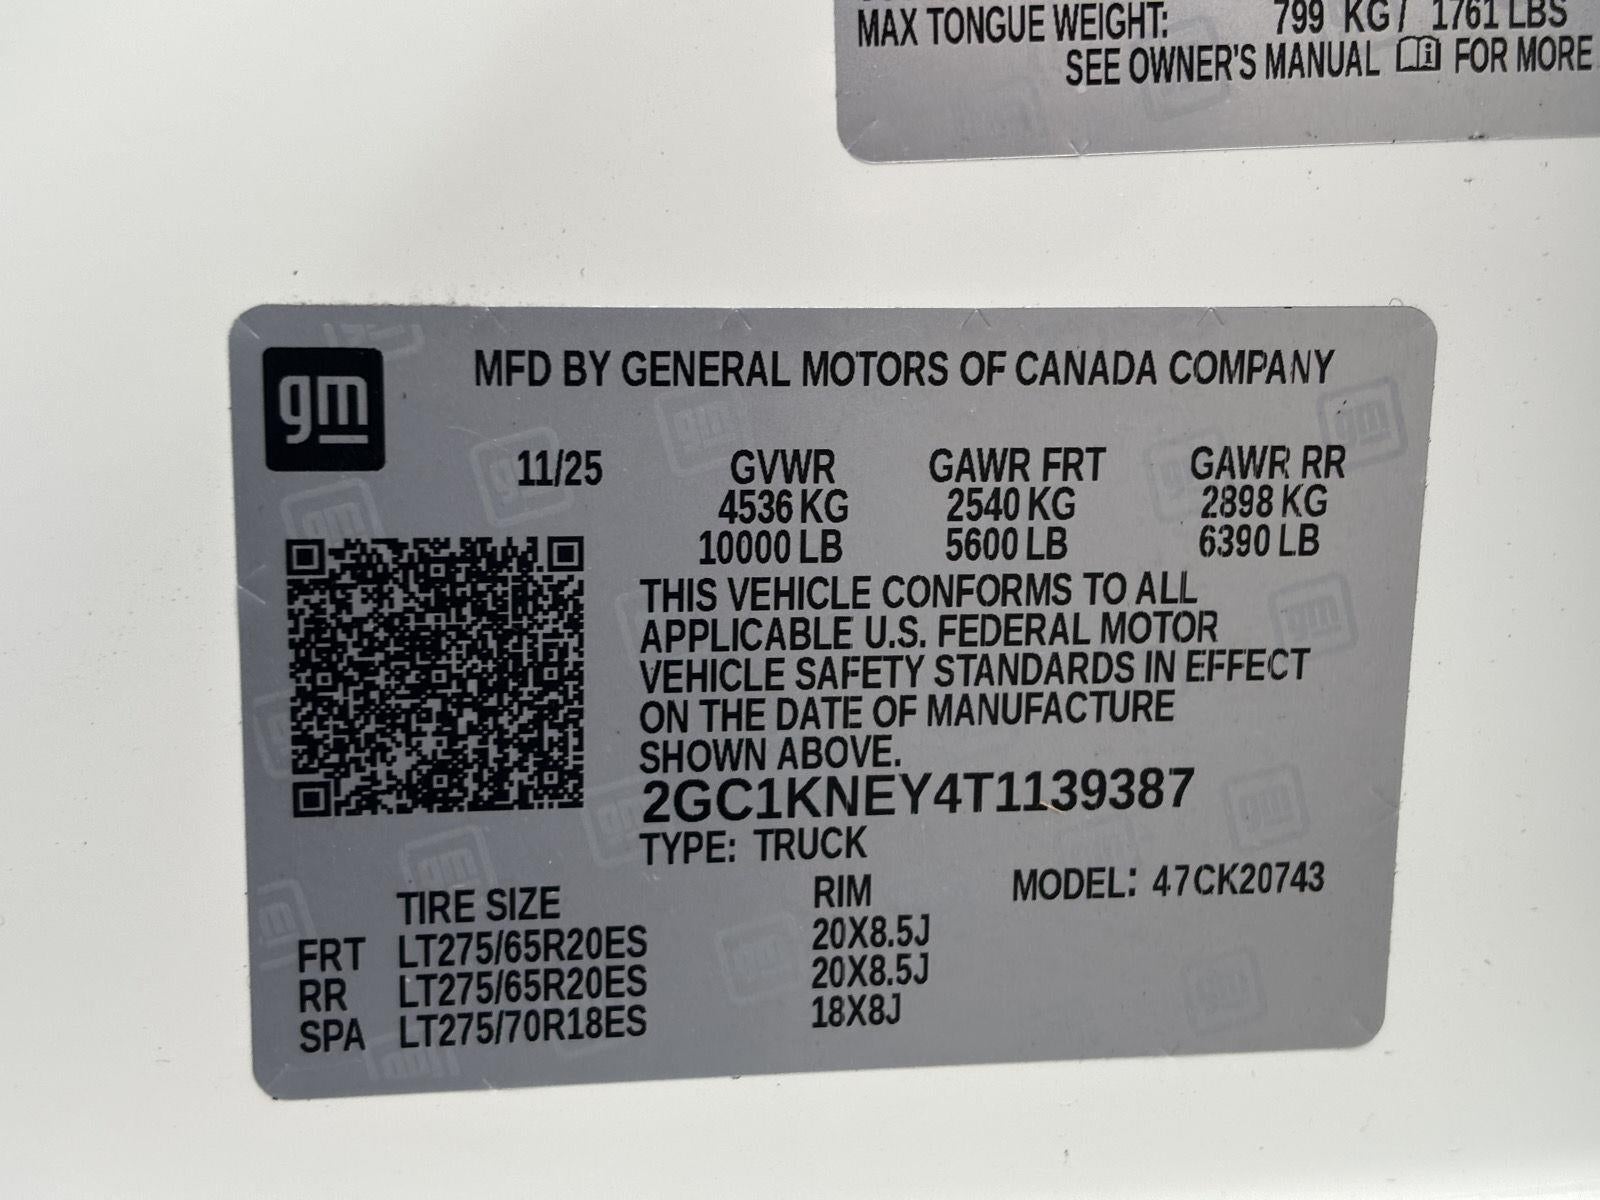 MAX TONGUE WEIGHT: 799 KG / 1761 LBS
SEE OWNER'S MANUAL FOR MORE
gm
MFD BY GENERAL MOTORS OF CANADA COMPANY
11/25 GVWR GAWR FRT GAWR RR
4536 KG 2540 KG 2898 KG
10000 LB 5600 LB 6390 LB
THIS VEHICLE CONFORMS TO ALL
APPLICABLE U.S. FEDERAL MOTOR
VEHICLE SAFETY STANDARDS IN EFFECT
ON THE DATE OF MANUFACTURE
SHOWN ABOVE.
2GC1KNEY4T1139387
TYPE: TRUCK
TIRE SIZE RIM MODEL: 47CK20743
FRT LT275/65R20ES 20X8.5J
RR LT275/65R20ES 20X8.5J
SPA LT275/70R18ES 18X8J